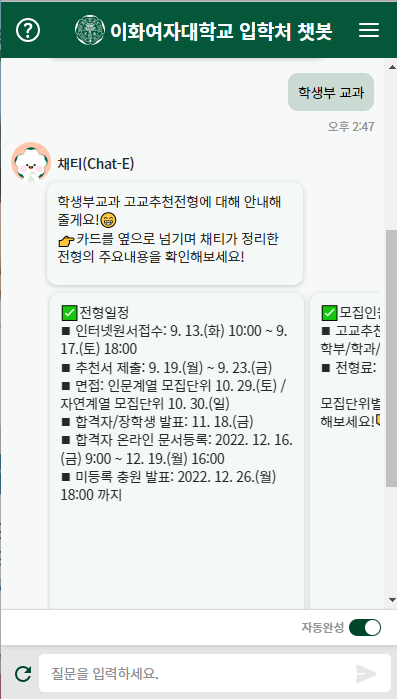 이화여자대학교 입학처 챗봇
학생부 교과
오후 2:47
채티(Chat-E)
학생부교과 고교추천전형에 대해 안내해
줄게요!😁
👉카드를 옆으로 넘기며 채티가 정리한
전형의 주요내용을 확인해보세요!
✅전형일정
■ 인터넷원서접수: 9. 13.(화) 10:00 ~ 9.
17.(토) 18:00
■ 추천서 제출: 9. 19.(월) ~ 9. 23.(금)
■ 면접: 인문계열 모집단위 10. 29.(토) /
자연계열 모집단위 10. 30.(일)
■ 합격자/장학생 발표: 11. 18.(금)
■ 합격자 온라인 문서등록: 2022. 12. 16.
(금) 9:00 ~ 12. 19.(월) 16:00
■ 미등록 충원 발표: 2022. 12. 26.(월)
18:00 까지
✅모집인원
■ 고교추천
학부/학과/
■ 전형료:
모집단위별
해보세요!
자동완성
질문을 입력하세요.